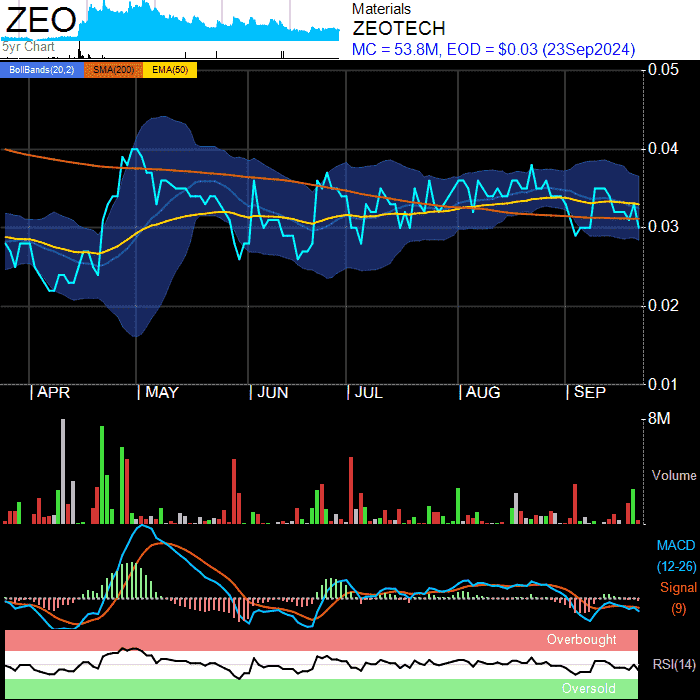 ZEO
5yr Chart
Materials
ZEOTECH
MC = 53.8M, EOD = $0.03 (23Sep2024)
BollBands(20,2) SMA(200) EMA(50)
0.05
0.04
0.03
0.02
0.01
APR MAY JUN JUL AUG SEP
8M
Volume
MACD
(12-26)
Signal
(9)
Overbought
RSI(14)
Oversold